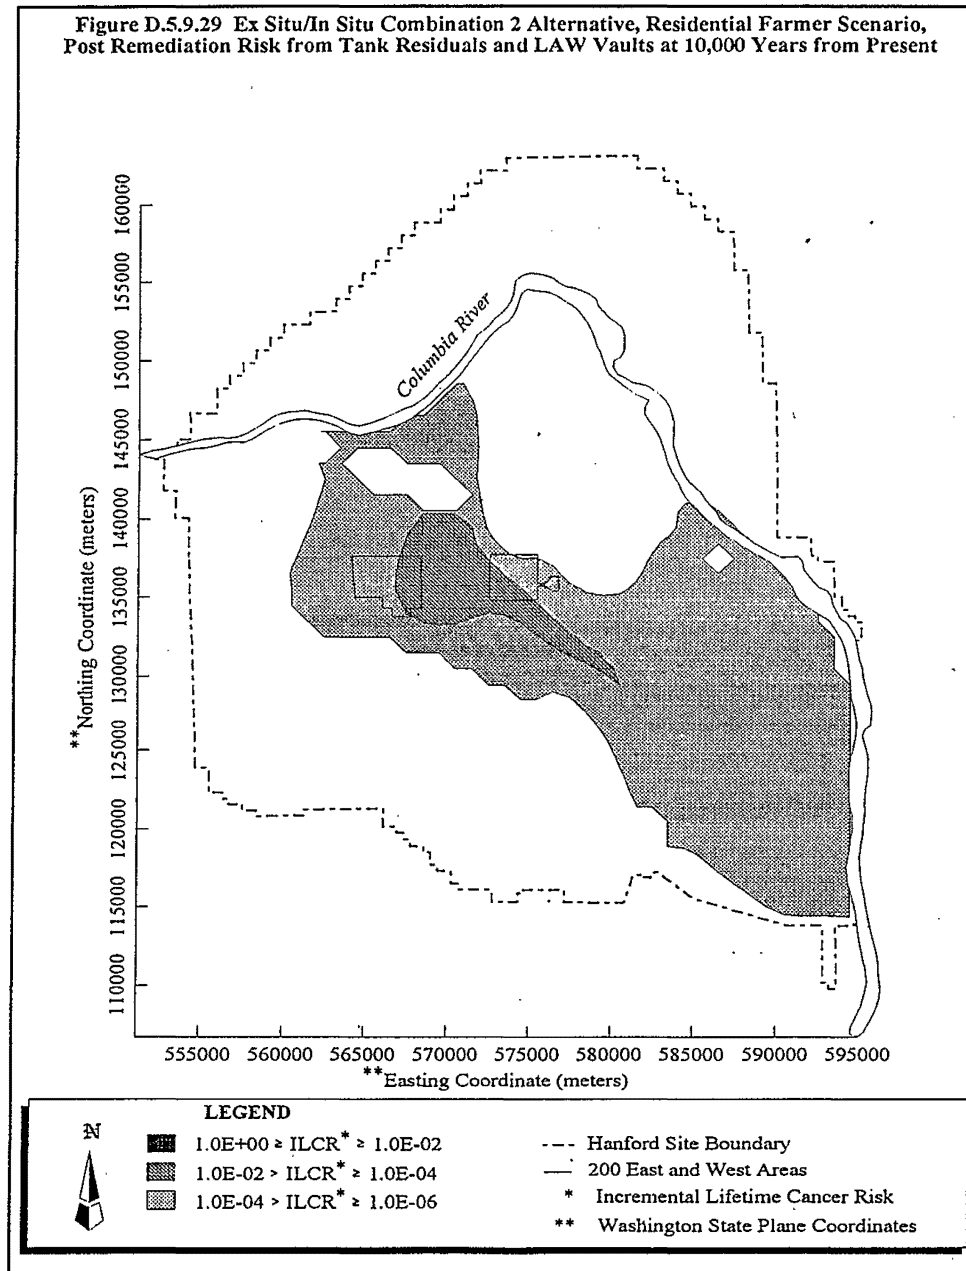 Figure D.5.9.29 Ex Situ/In Situ Combination 2 Alternative, Residential Farmer Scenario,
Post Remediation Risk from Tank Residuals and LAW Vaults at 10,000 Years from Present
160000
155000
150000
145000
140000
135000
130000
125000
120000
115000
110000
**Northing Coordinate (meters)
Columbia River
555000 560000 565000 570000 575000 580000 585000 590000 595000
**Easting Coordinate (meters)
LEGEND
N
1.0E+00 ≥ ILCR* ≥ 1.0E-02
1.0E-02 > ILCR* ≥ 1.0E-04
1.0E-04 > ILCR* ≥ 1.0E-06
Hanford Site Boundary
200 East and West Areas
* Incremental Lifetime Cancer Risk
** Washington State Plane Coordinates